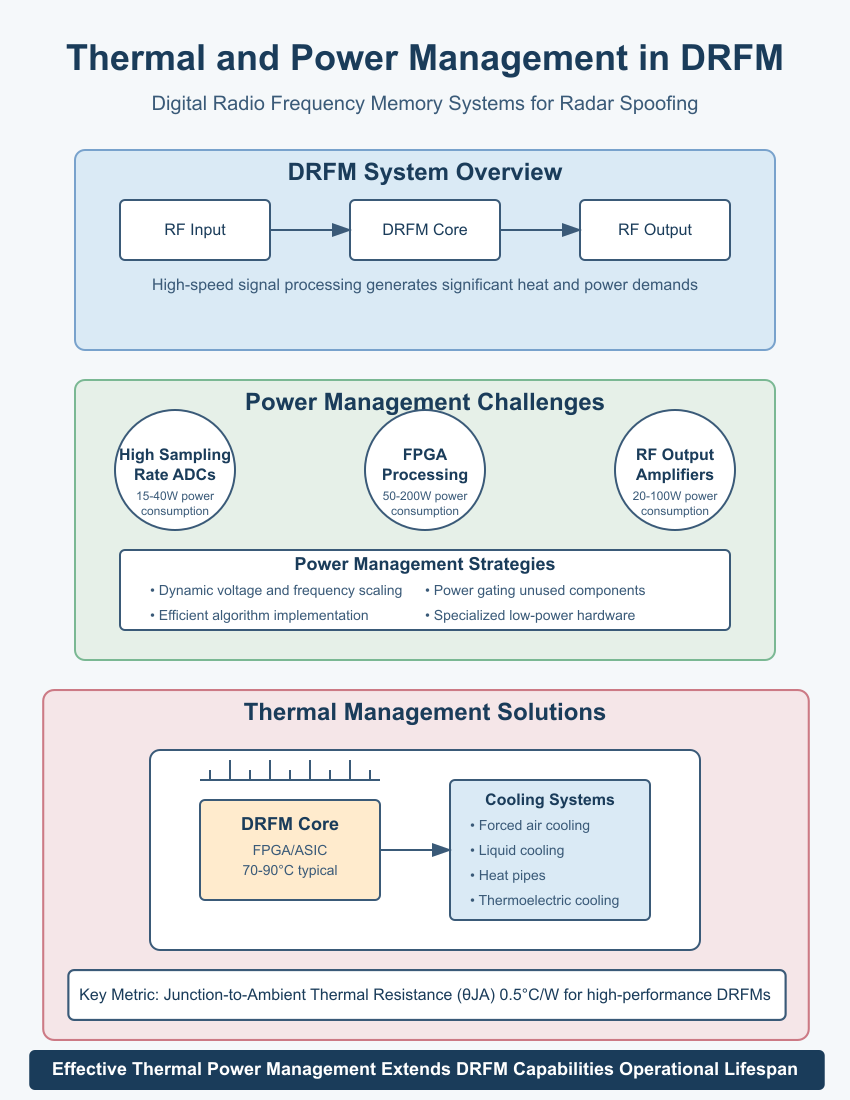 Thermal and Power Management in DRFM
Digital Radio Frequency Memory Systems for Radar Spoofing
DRFM System Overview
RF Input
DRFM Core
RF Output
High-speed signal processing generates significant heat and power demands
Power Management Challenges
High Sampling
Rate ADCs
15-40W power
consumption
FPGA
Processing
50-200W power
consumption
RF Output
Amplifiers
20-100W power
consumption
Power Management Strategies
• Dynamic voltage and frequency scaling
• Power gating unused components
• Efficient algorithm implementation
• Specialized low-power hardware
Thermal Management Solutions
DRFM Core
FPGA/ASIC
70-90°C typical
Cooling Systems
• Forced air cooling
• Liquid cooling
• Heat pipes
• Thermoelectric cooling
Key Metric: Junction-to-Ambient Thermal Resistance (θJA) 0.5°C/W for high-performance DRFMs
Effective Thermal Power Management Extends DRFM Capabilities Operational Lifespan